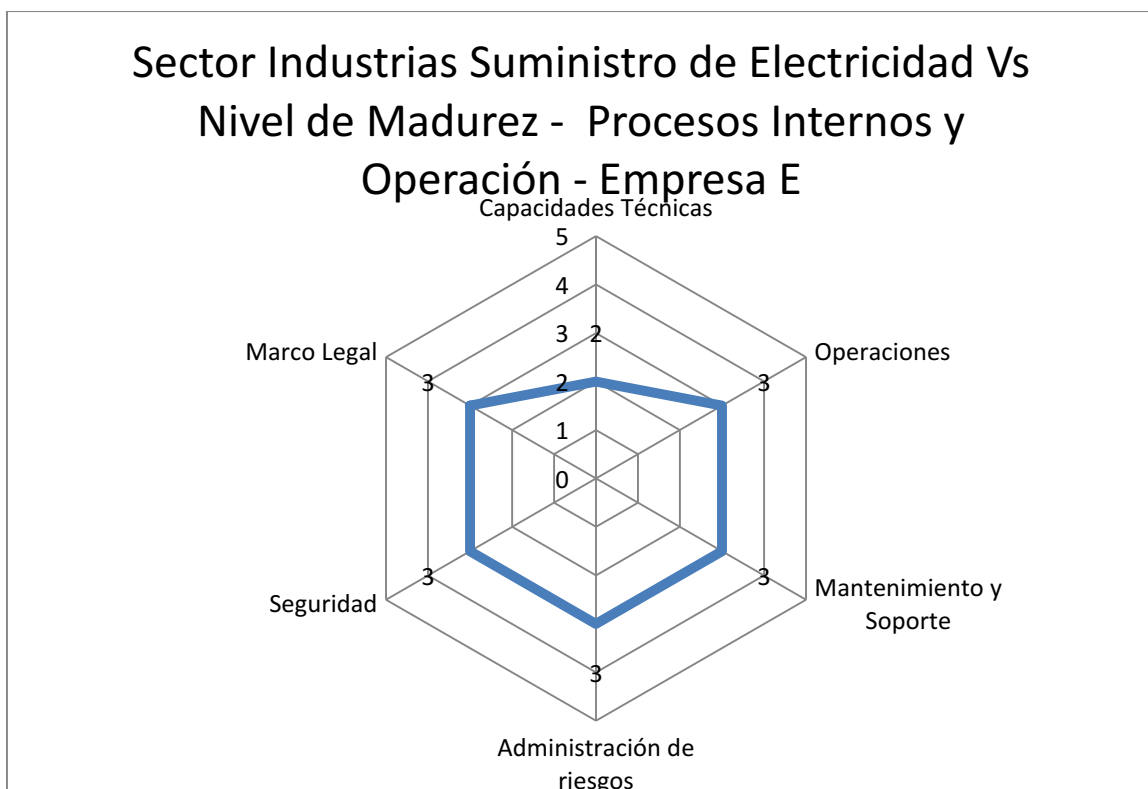 Sector Industrias Suministro de Electricidad Vs
Nivel de Madurez - Procesos Internos y
Operación - Empresa E
Capacidades Técnicas
5
4
3 2
2
1
0
Marco Legal
3
Operaciones
3
Seguridad
3
Mantenimiento y
Soporte
3
3
Administración de
riesgos